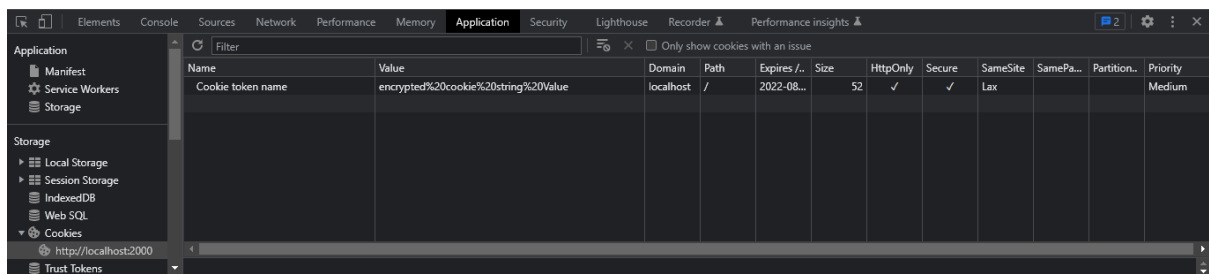 Elements Console Sources Network Performance Memory Application Security Lighthouse Recorder Performance insights 2
Application
Manifest
Service Workers
Storage
Storage
Local Storage
Session Storage
IndexedDB
Web SQL
Cookies
http://localhost:2000
Trust Tokens
Filter Only show cookies with an issue
Name Value Domain Path Expires /.. Size HttpOnly Secure SameSite SamePa... Partition.. Priority
Cookie token name encrypted%20cookie%20string%20Value localhost / 2022-08... 52 ✓ ✓ Lax Medium